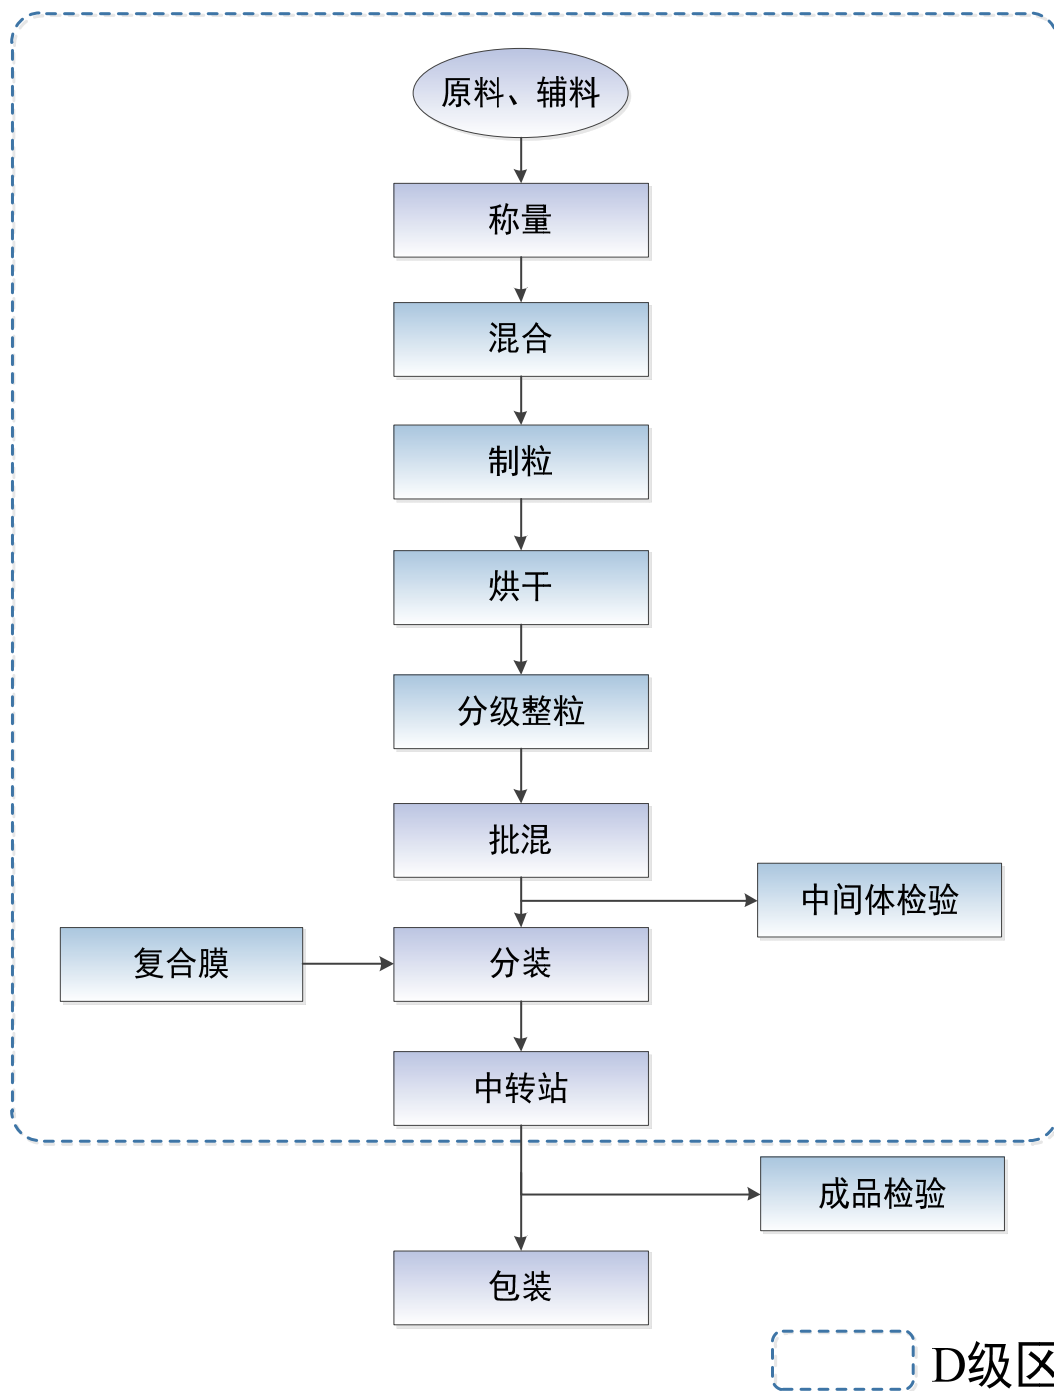 原料、辅料
称量
混合
制粒
烘干
分级整粒
批混
中间体检验
复合膜
分装
中转站
成品检验
包装
D级区